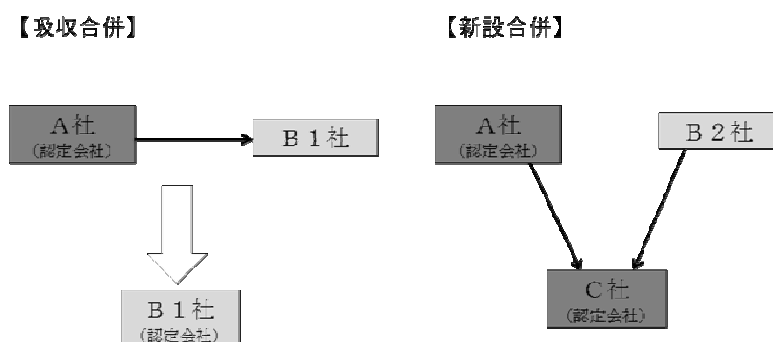 【吸収合併】
【新設合併】
A社
(認定会社)
B1社
B1社
(認定会社)
A社
(認定会社)
B2社
C社
(認定会社)